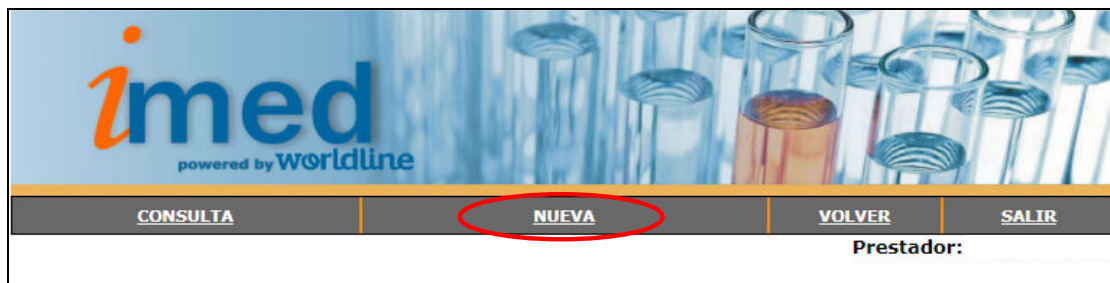 imed
powered by worldline
CONSULTA NUEVA VOLVER SALIR
Prestador: